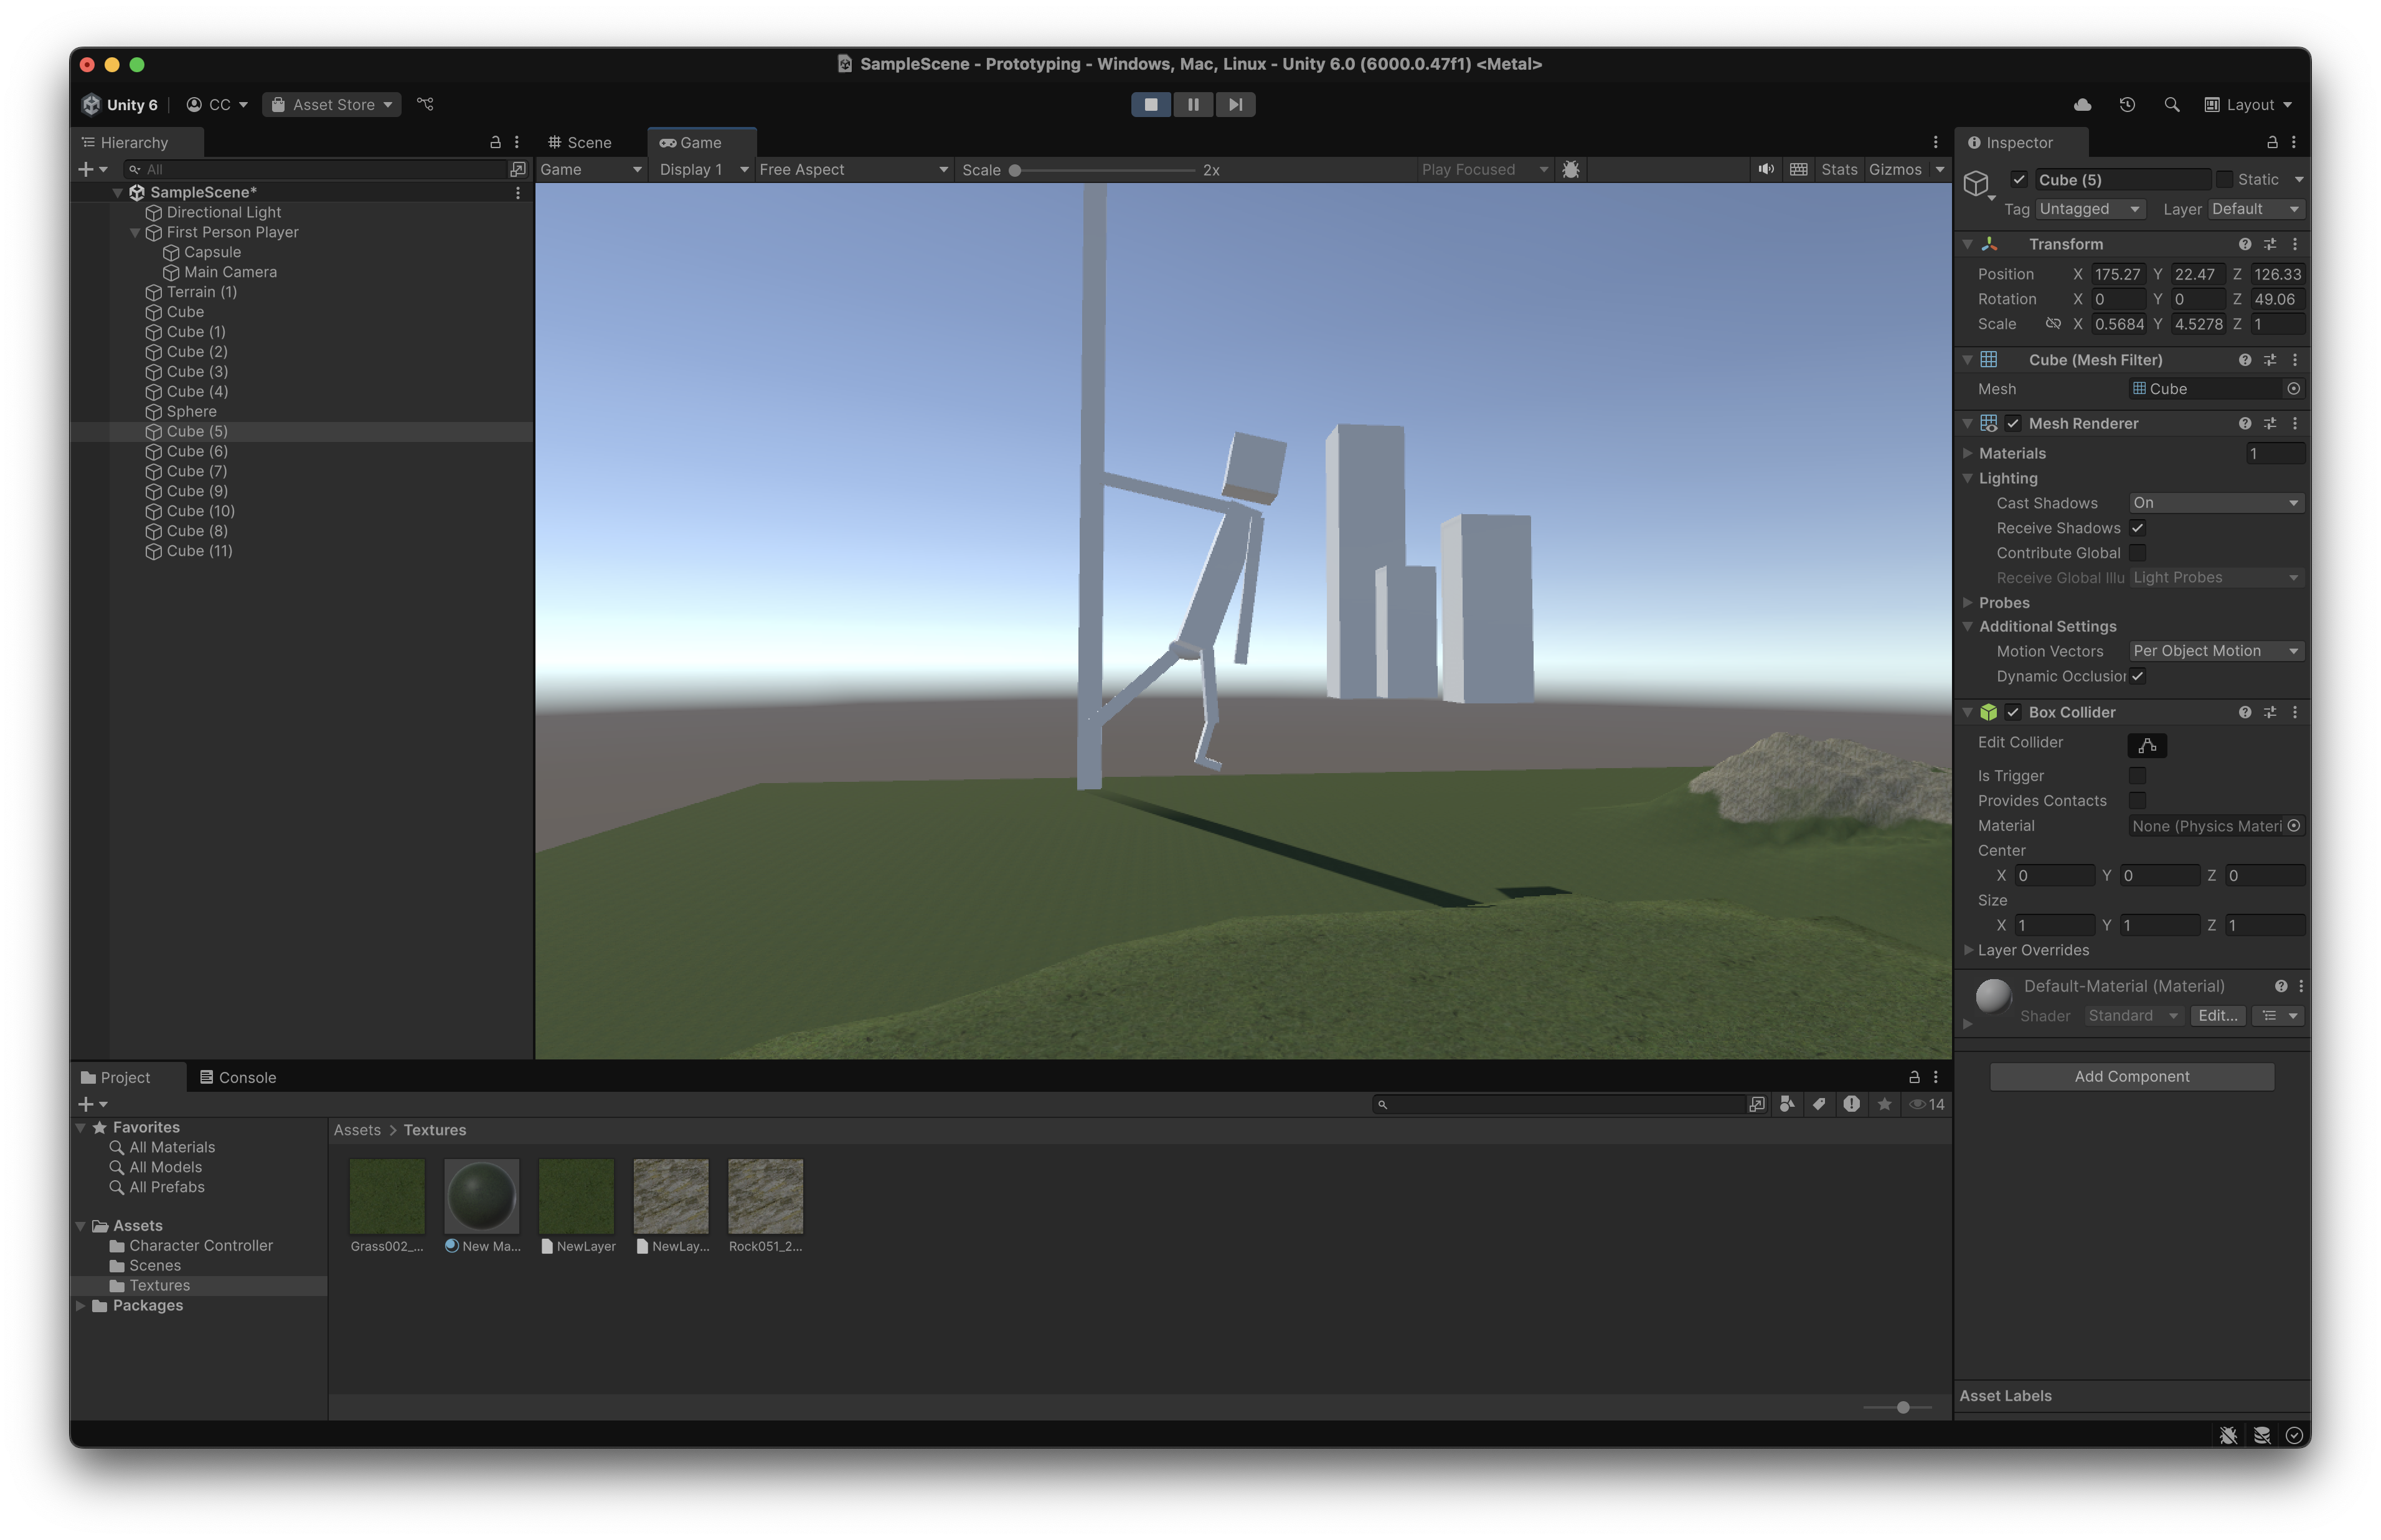 SampleScene - Prototyping - Windows, Mac, Linux - Unity 6.0 (6000.0.47f1) <Metal>
Unity 6
CC
Asset Store
Layout
Hierarchy
All
SampleScene*
Directional Light
First Person Player
Capsule
Main Camera
Terrain (1)
Cube
Cube (1)
Cube (2)
Cube (3)
Cube (4)
Sphere
Cube (5)
Cube (6)
Cube (7)
Cube (9)
Cube (10)
Cube (8)
Cube (11)
Scene
Game
Game
Display 1
Free Aspect
Scale
2x
Play Focused
Stats
Gizmos
Inspector
Cube (5)
Static
Tag Untagged Layer Default
Transform
Position X 175.27 Y 22.47 Z 126.33
Rotation X 0 Y 0 Z 49.06
Scale X 0.5684 Y 4.5278 Z 1
Cube (Mesh Filter)
Mesh Cube
Mesh Renderer
Materials 1
Lighting
Cast Shadows On
Receive Shadows
Contribute Global
Receive Global Illu Light Probes
Probes
Additional Settings
Motion Vectors Per Object Motion
Dynamic Occlusion
Box Collider
Edit Collider
Is Trigger
Provides Contacts
Material None (Physics Materi
Center
X 0 Y 0 Z 0
Size
X 1 Y 1 Z 1
Layer Overrides
Default-Material (Material)
Shader Standard Edit...
Add Component
Asset Labels
Project
Console
14
Favorites
All Materials
All Models
All Prefabs
Assets
Character Controller
Scenes
Textures
Packages
Assets > Textures
Grass002_...
New Ma...
NewLayer
NewLay...
Rock051_2...